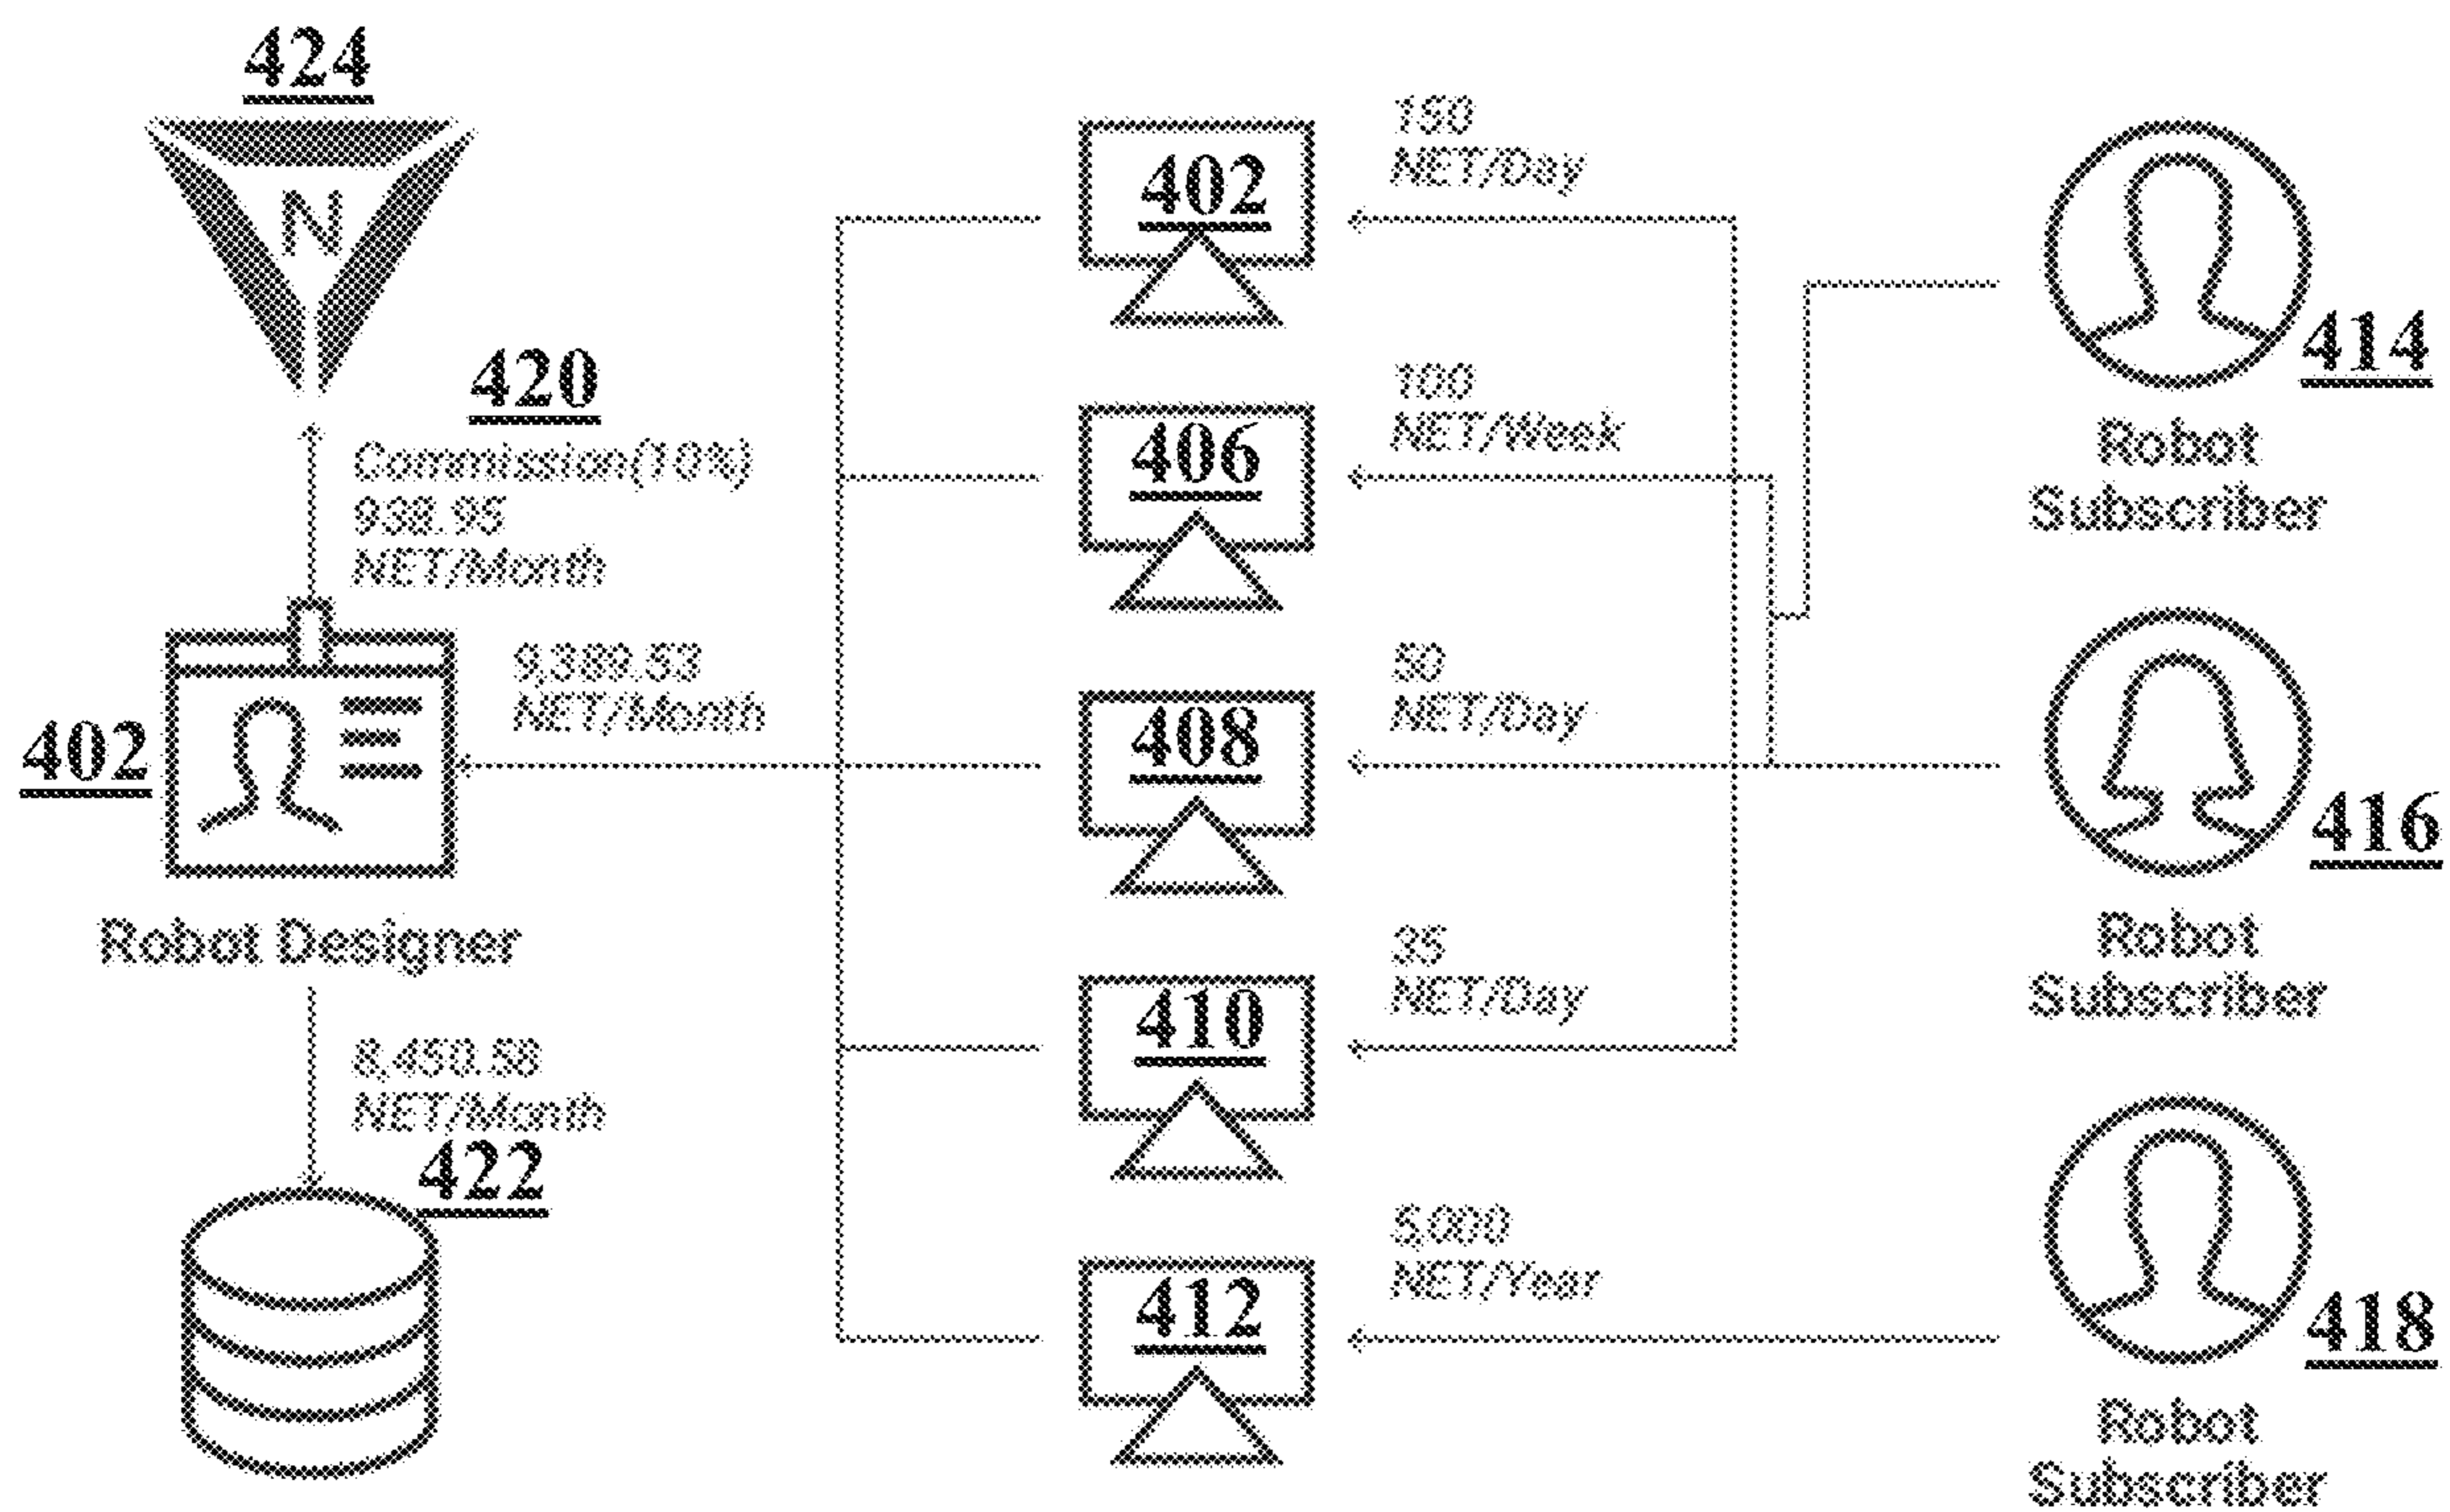 424
N
420
Commission(10%)
938.95
NET/Month
402
9,389.53
NET/Month
Robot Designer
8,450.58
NET/Month
422
402
150
NET/Day
406
100
NET/Week
408
50
NET/Day
410
35
NET/Day
412
5,000
NET/Year
414
Robot
Subscriber
416
Robot
Subscriber
418
Robot
Subscriber